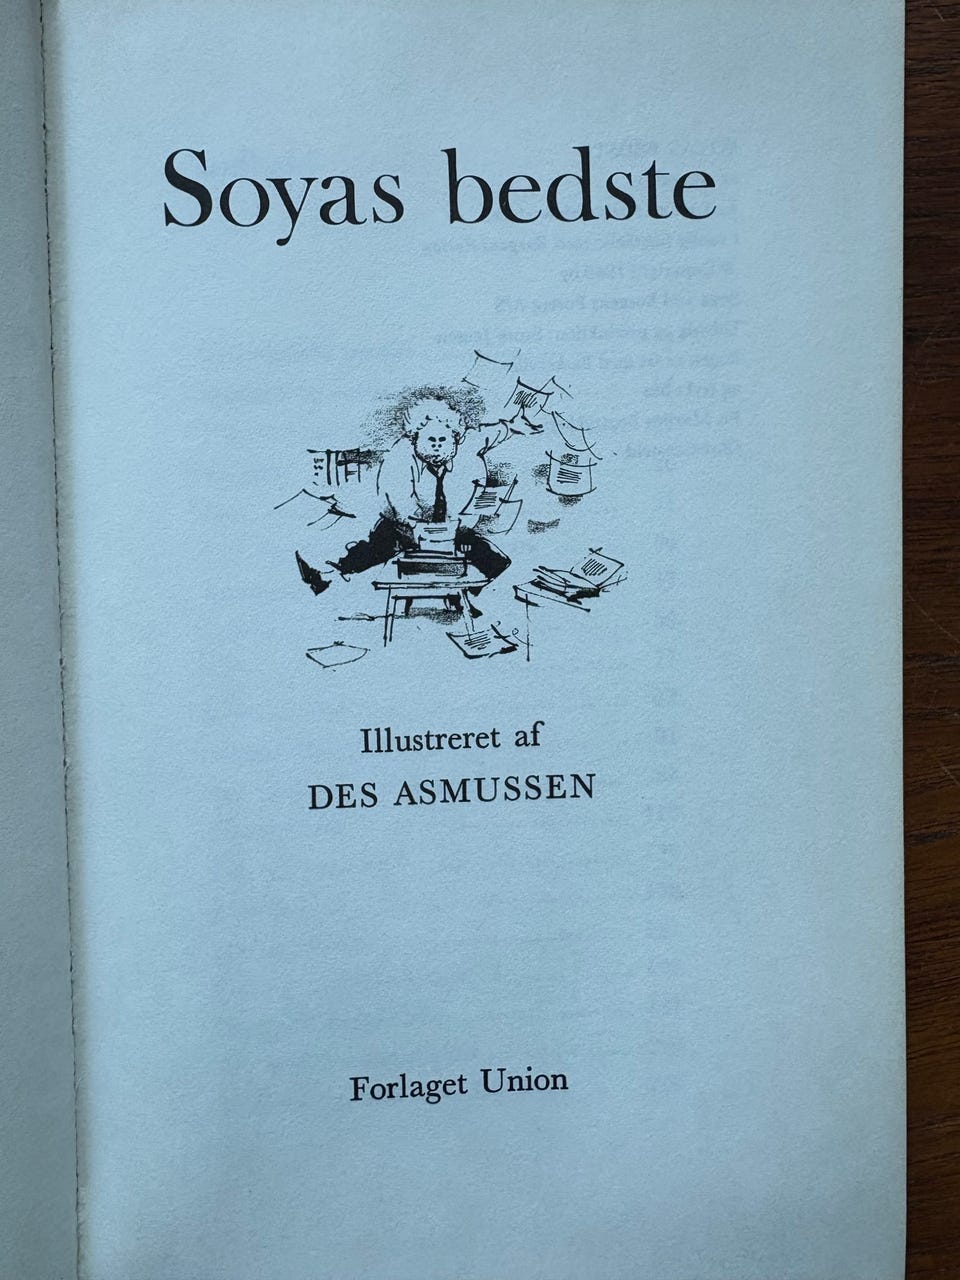 Soyas bedste
Illustreret af
DES ASMUSSEN
Forlaget Union